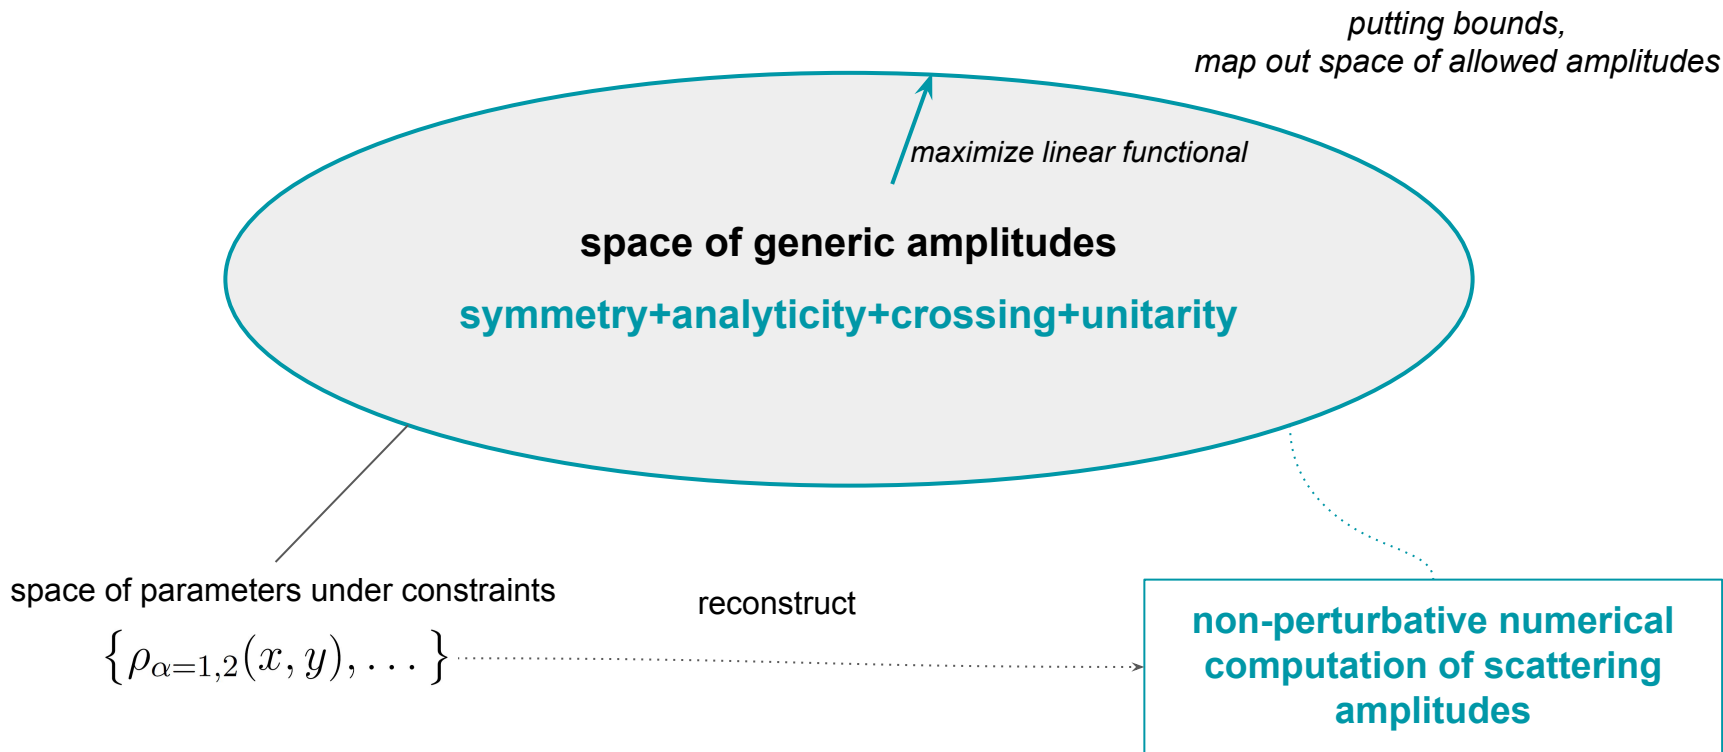 putting bounds,
map out space of allowed amplitudes
maximize linear functional
space of generic amplitudes
symmetry+analyticity+crossing+unitarity
space of parameters under constraints
{ρα=1,2(x, y), . . . }
reconstruct
non-perturbative numerical
computation of scattering
amplitudes